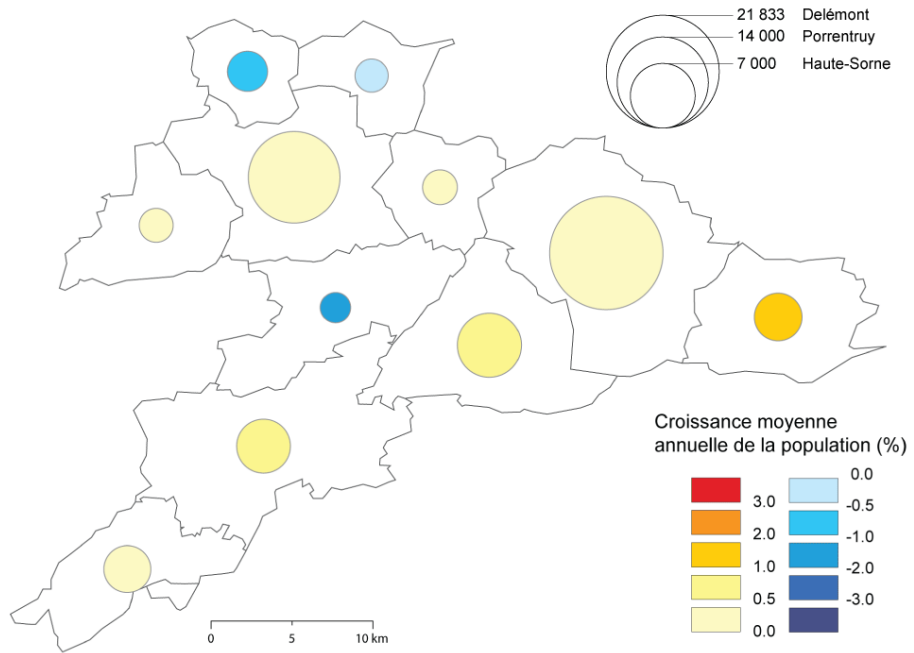 21 833 Delémont
14 000 Porrentruy
7 000 Haute-Sorne
Croissance moyenne
annuelle de la population (%)
0.0
3.0 -0.5
2.0 -1.0
1.0 -2.0
0.5 -3.0
0.0
0 5 10 km